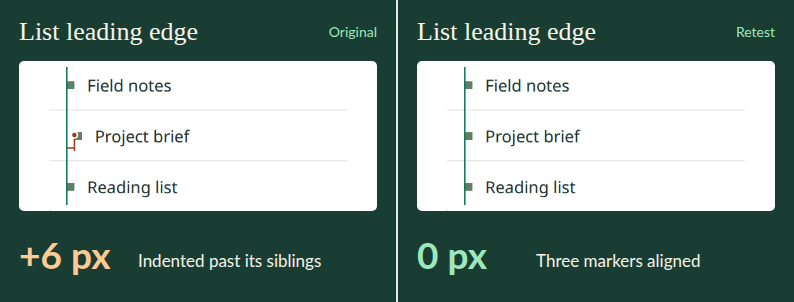 List leading edge
Original
Field notes
Project brief
Reading list
+6 px
Indented past its siblings
List leading edge
Retest
Field notes
Project brief
Reading list
0 px
Three markers aligned